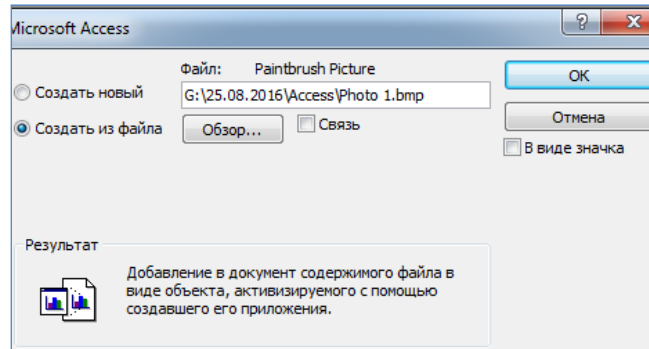 Microsoft Access
Файл: Paintbrush Picture
OK
Создать новый
G:\25.08.2016\Access\Photo 1.bmp
Создать из файла
Обзор...
Связь
Отмена
В виде значка
Результат
Добавление в документ содержимого файла в
виде объекта, активизируемого с помощью
создавшего его приложения.